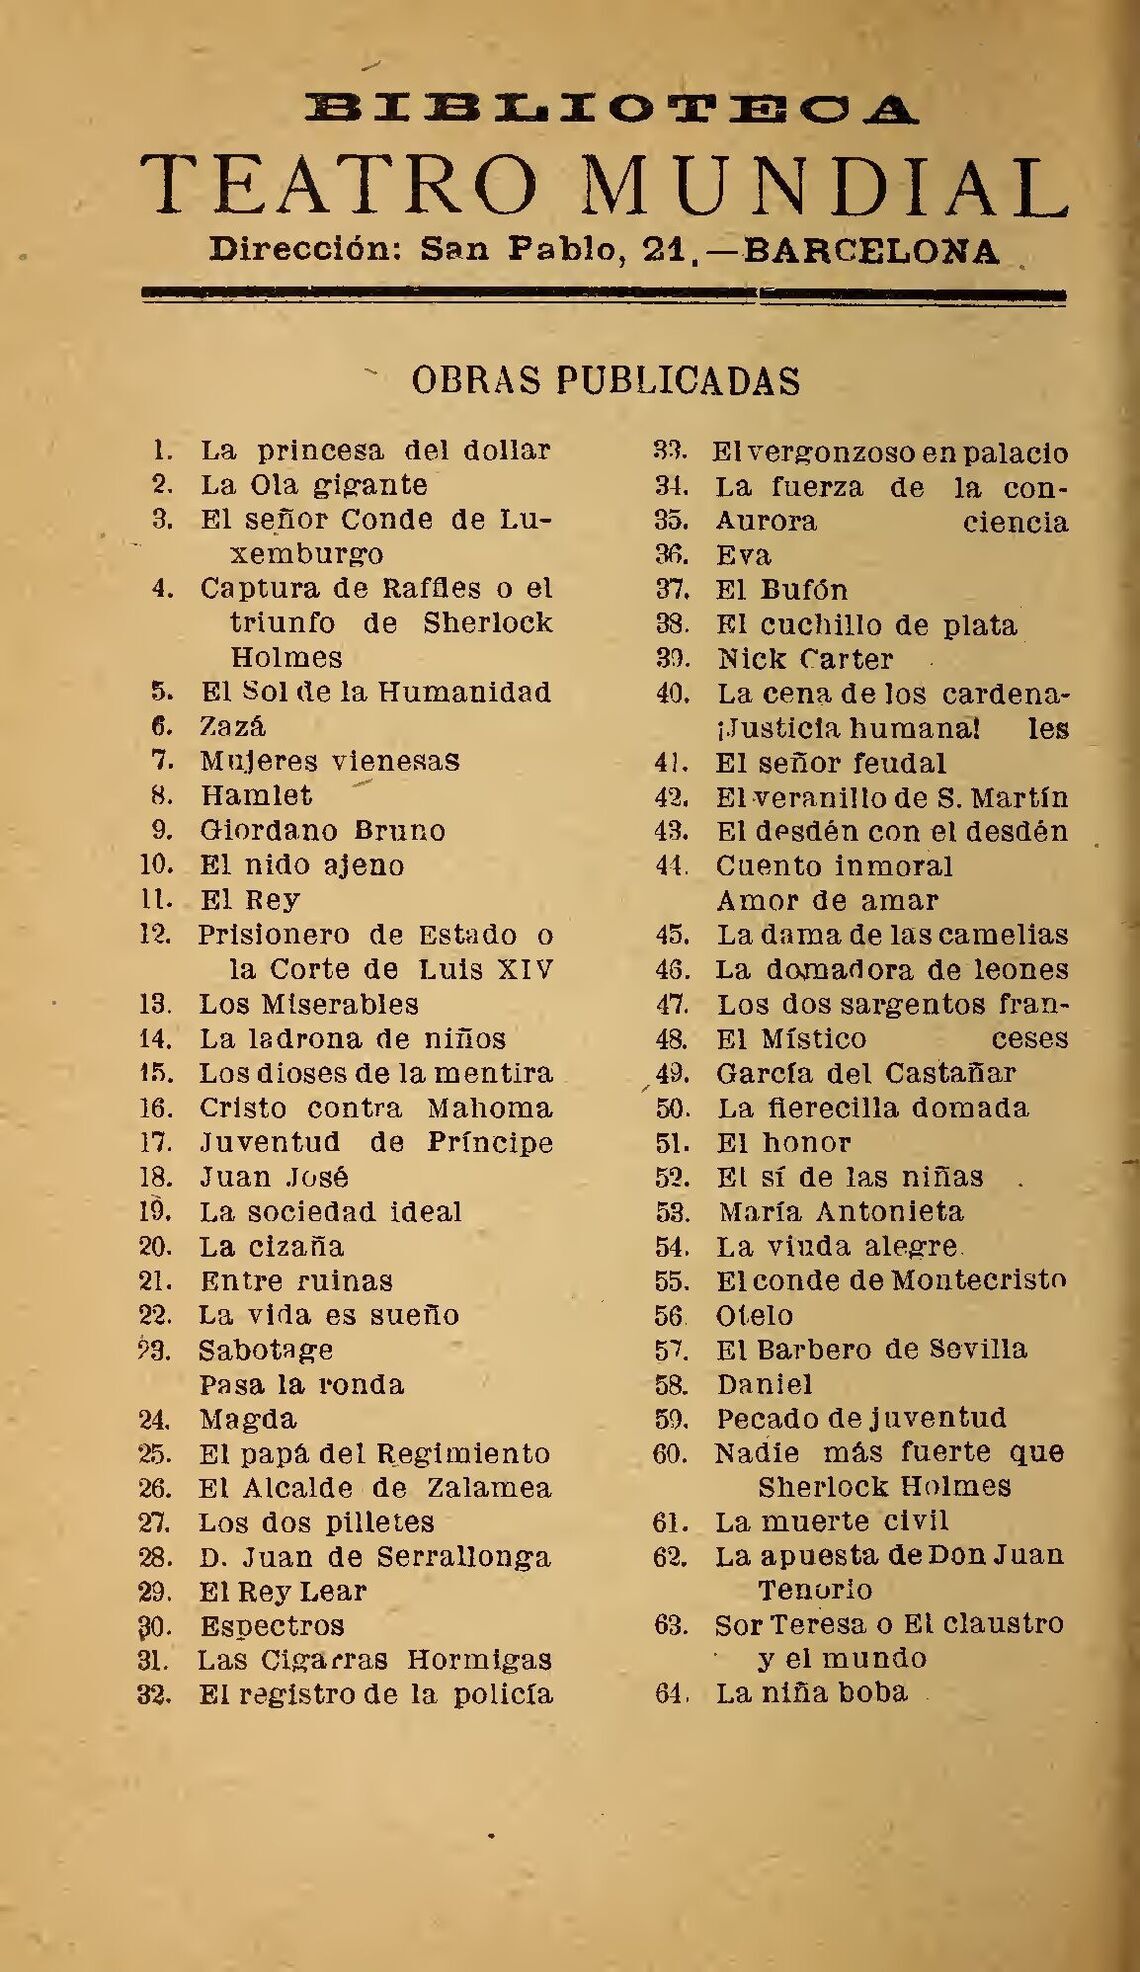 BIBLIOTECA
TEATRO MUNDIAL
Dirección: San Pablo, 21.—BARCELONA
OBRAS PUBLICADAS
1. La princesa del dollar
2. La Ola gigante
3. El señor Conde de Lu-
xemburgo
4. Captura de Raffles o el
triunfo de Sherlock
Holmes
5. El Sol de la Humanidad
6. Zazá
7. Mujeres vienesas
8. Hamlet
9. Giordano Bruno
10. El nido ajeno
11. El Rey
12. Prisionero de Estado o
la Corte de Luis XIV
13. Los Miserables
14. La ladrona de niños
15. Los dioses de la mentira
16. Cristo contra Mahoma
17. Juventud de Príncipe
18. Juan José
19. La sociedad ideal
20. La cizaña
21. Entre ruinas
22. La vida es sueño
23. Sabotage
Pasa la ronda
24. Magda
25. El papá del Regimiento
26. El Alcalde de Zalamea
27. Los dos pilletes
28. D. Juan de Serrallonga
29. El Rey Lear
30. Espectros
31. Las Cigarras Hormigas
32. El registro de la policía
33. El vergonzoso en palacio
34. La fuerza de la con-
35. Aurora ciencia
36. Eva
37. El Bufón
38. El cuchillo de plata
39. Nick Carter
40. La cena de los cardena-
¡Justicia humana! les
41. El señor feudal
42. El veranillo de S. Martín
43. El desdén con el desdén
44. Cuento inmoral
Amor de amar
45. La dama de las camelias
46. La domadora de leones
47. Los dos sargentos fran-
48. El Místico ceses
49. García del Castañar
50. La fierecilla domada
51. El honor
52. El sí de las niñas
53. María Antonieta
54. La viuda alegre
55. El conde de Montecristo
56. Otelo
57. El Barbero de Sevilla
58. Daniel
59. Pecado de juventud
60. Nadie más fuerte que
Sherlock Holmes
61. La muerte civil
62. La apuesta de Don Juan
Tenorio
63. Sor Teresa o El claustro
y el mundo
64. La niña boba